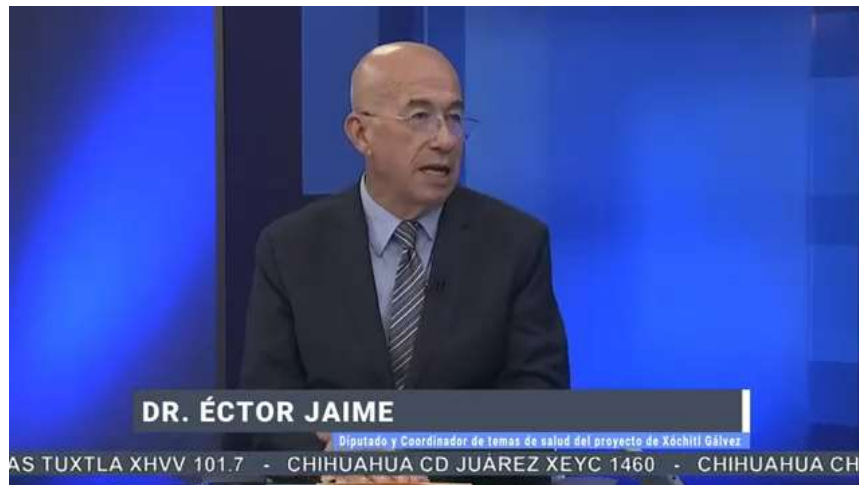 DR. ÉCTOR JAIME
Diputado y Coordinador de temas de salud del proyecto de Xóchitl Gálvez
AS TUXTLA XHVV 101.7 - CHIHUAHUA CD JUÁREZ XEYC 1460 - CHIHUAHUA CH